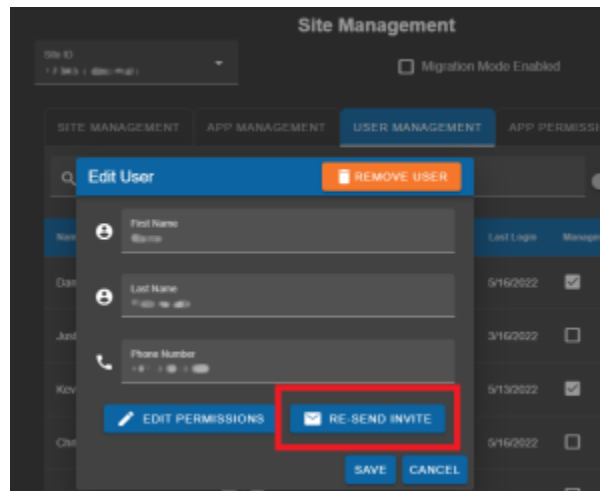 Site Management
Site ID
Migration Mode Enabled
SITE MANAGEMENT APP MANAGEMENT USER MANAGEMENT APP PERMISSI
Edit User REMOVE USER
First Name
Last Login
Last Name
5/16/2022
Just 3/16/2022
Phone Number
Kev 5/13/2022
EDIT PERMISSIONS RE-SEND INVITE
5/16/2022
SAVE CANCEL